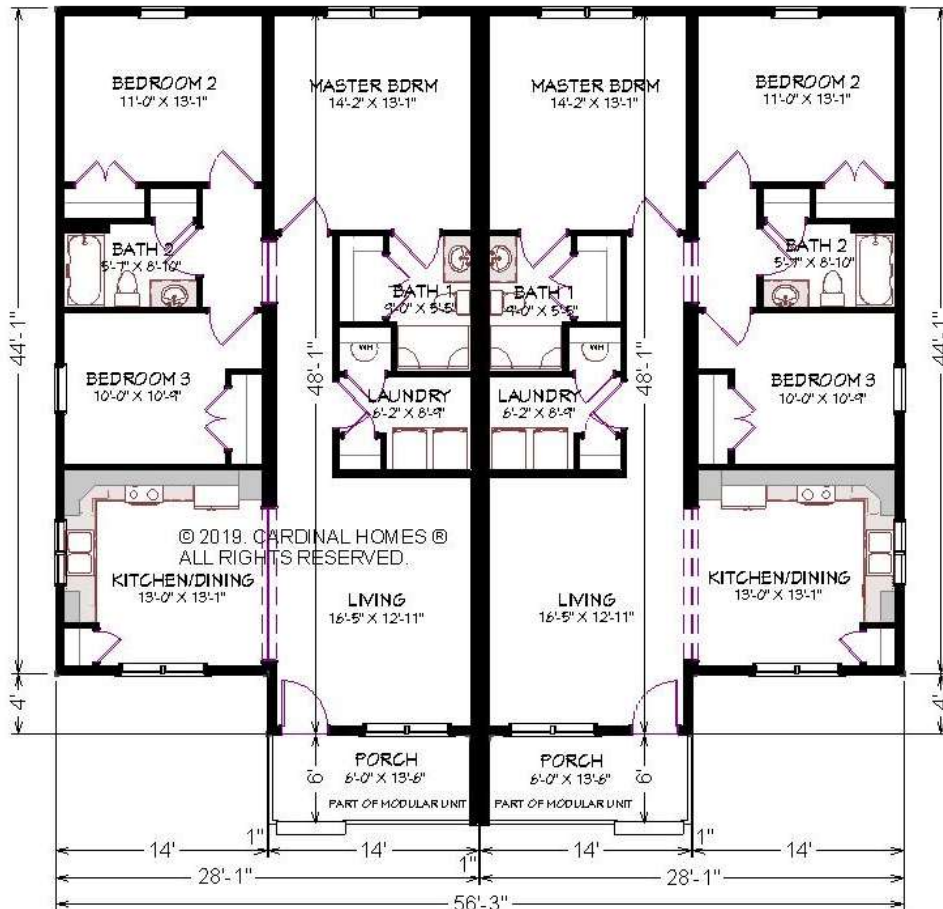 BEDROOM 2
11'-0" X 13'-1"
MASTER BDRM
14'-2" X 13'-1"
MASTER BDRM
14'-2" X 13'-1"
BEDROOM 2
11'-0" X 13'-1"
BATH 2
5'-7" X 8'-10"
BATH 1
9'-0" X 5'-5"
BATH 1
9'-0" X 5'-5"
BATH 2
5'-7" X 8'-10"
44'-1"
48'-1"
WH
WH
48'-1"
44'-1"
BEDROOM 3
10'-0" X 10'-9"
LAUNDRY
6'-2" X 8'-9"
LAUNDRY
6'-2" X 8'-9"
BEDROOM 3
10'-0" X 10'-9"
© 2019. CARDINAL HOMES ®
ALL RIGHTS RESERVED.
KITCHEN/DINING
13'-0" X 13'-1"
LIVING
16'-5" X 12'-11"
LIVING
16'-5" X 12'-11"
KITCHEN/DINING
13'-0" X 13'-1"
4'
4'
PORCH
6'-0" X 13'-6"
6'
PART OF MODULAR UNIT
PORCH
6'-0" X 13'-6"
6'
PART OF MODULAR UNIT
1"
1"
14'
14'
1"
14'
14'
28'-1"
28'-1"
56'-3"